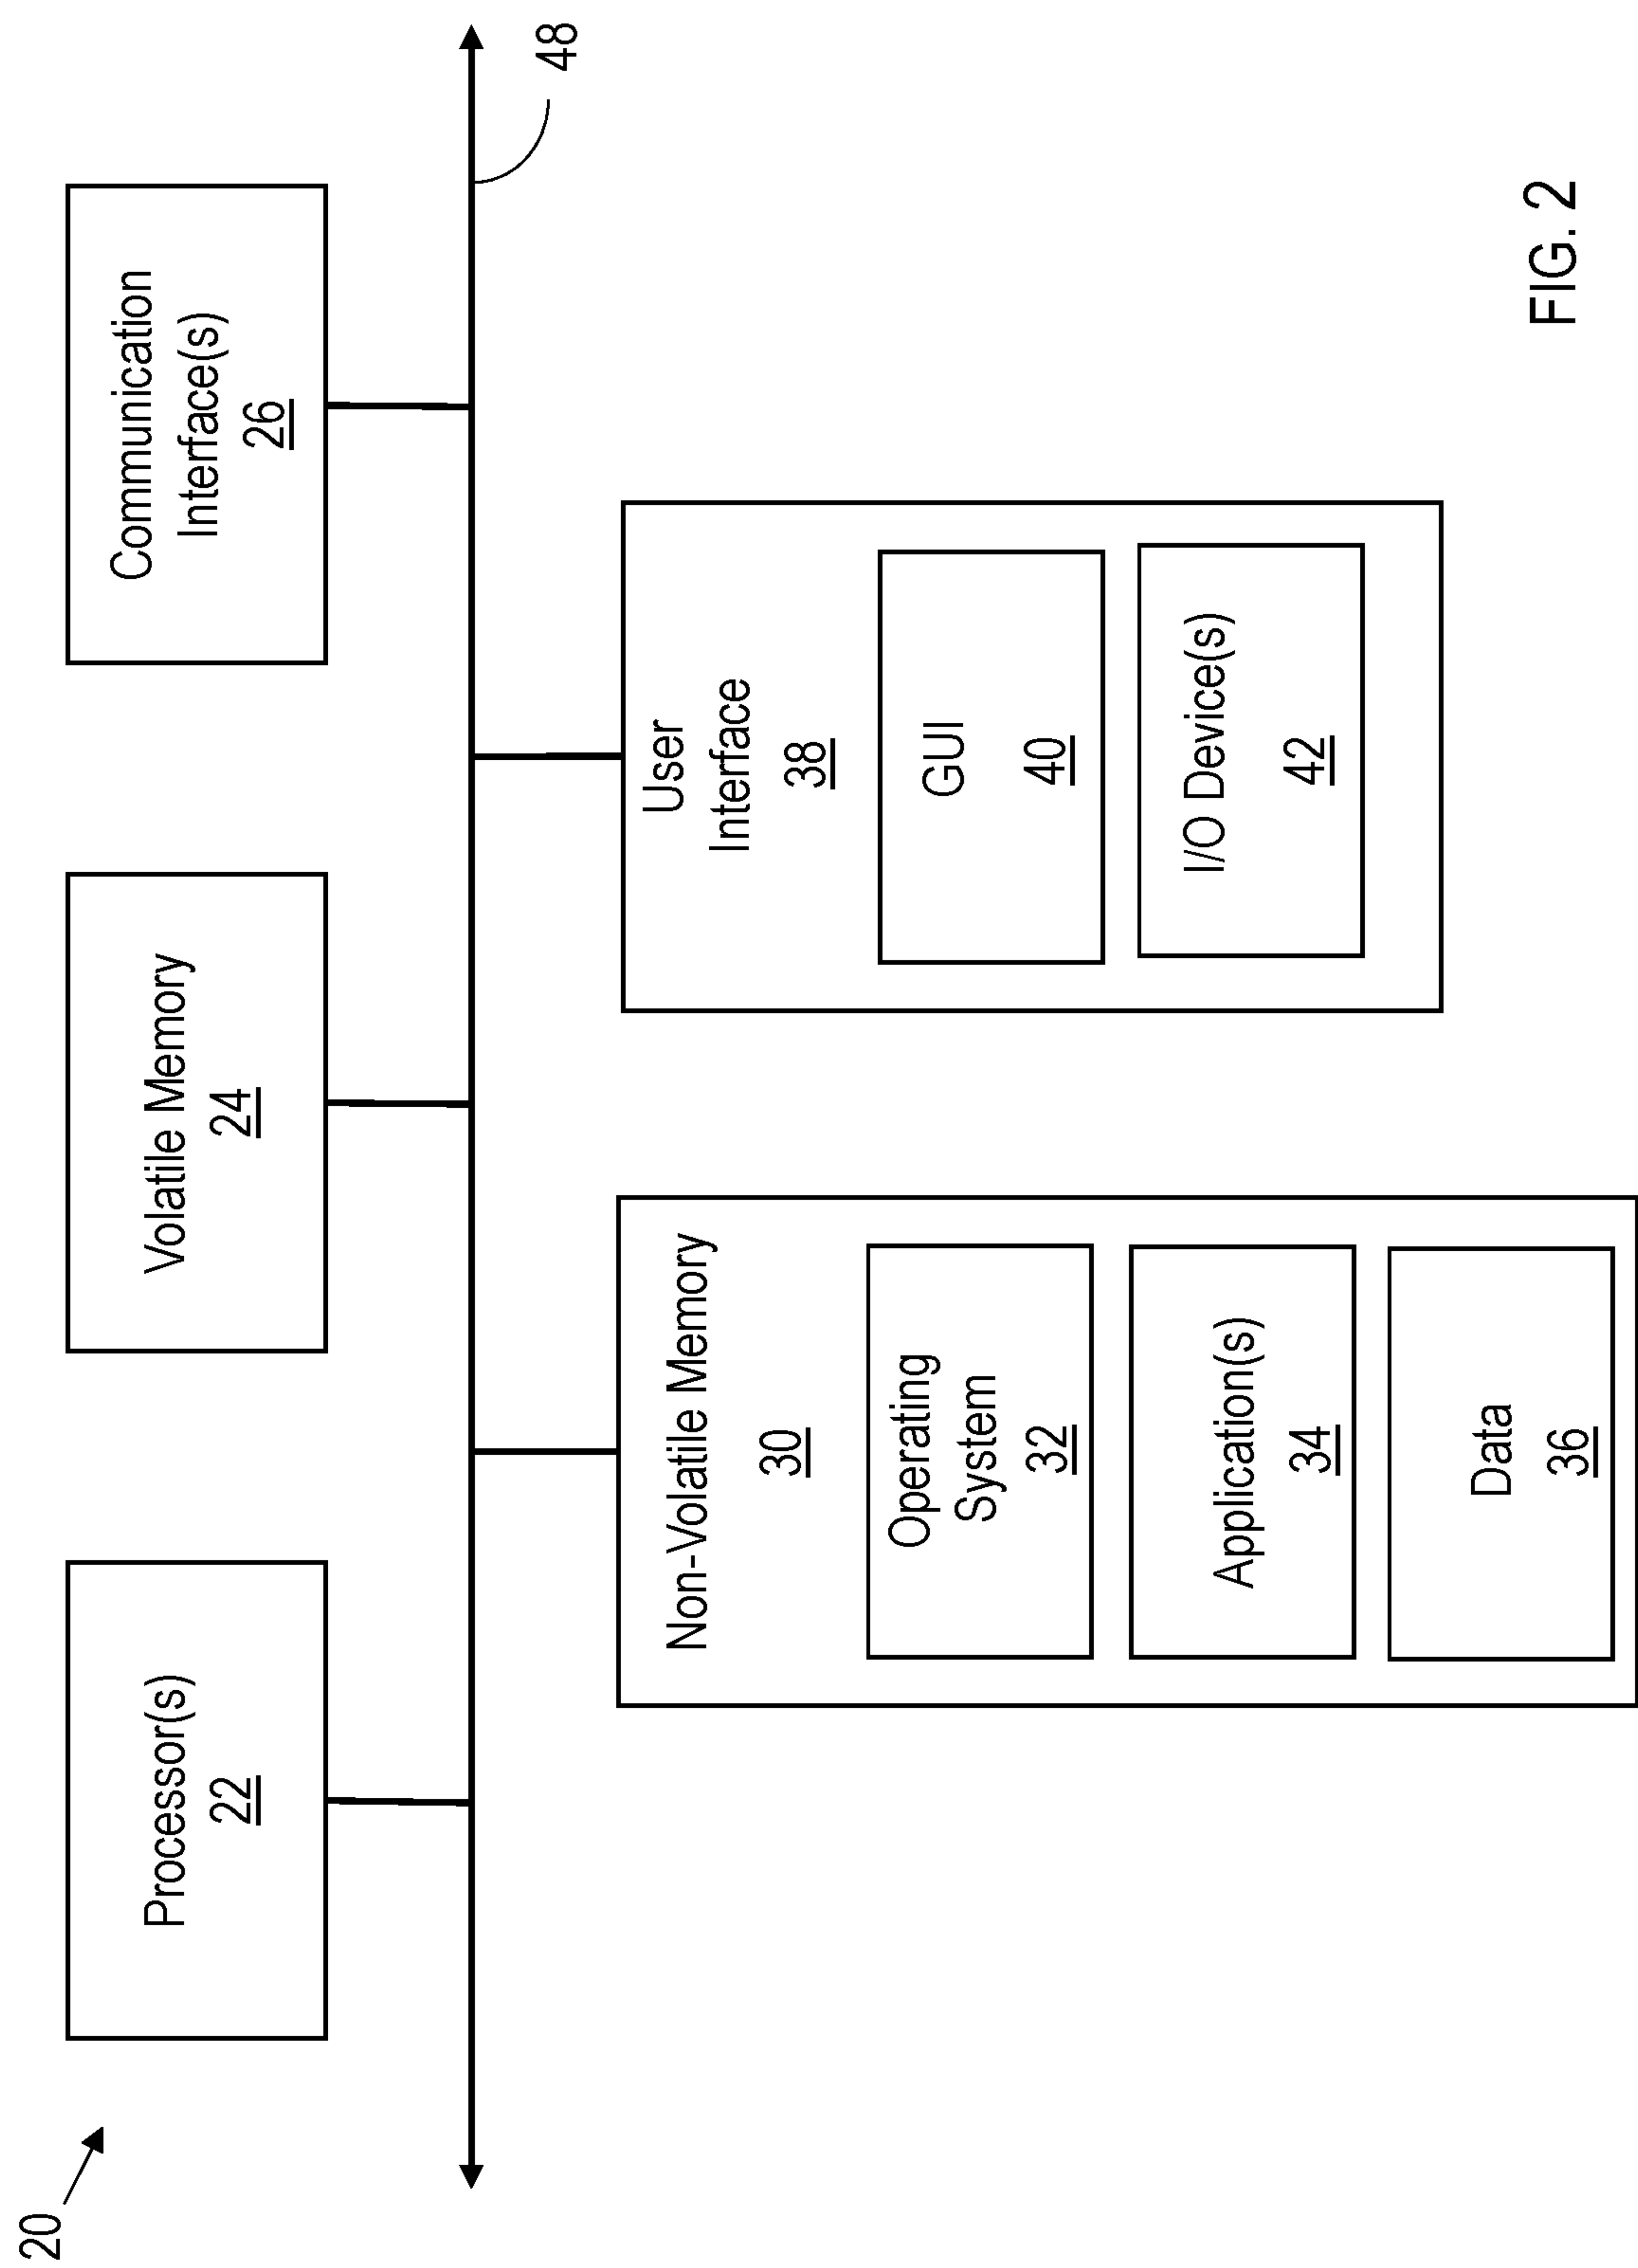 20
Processor(s)
22
Volatile Memory
24
Communication
Interface(s)
26
48
Non-Volatile Memory
30
Operating
System
32
Application(s)
34
Data
36
User
Interface
38
GUI
40
I/O Device(s)
42
FIG. 2